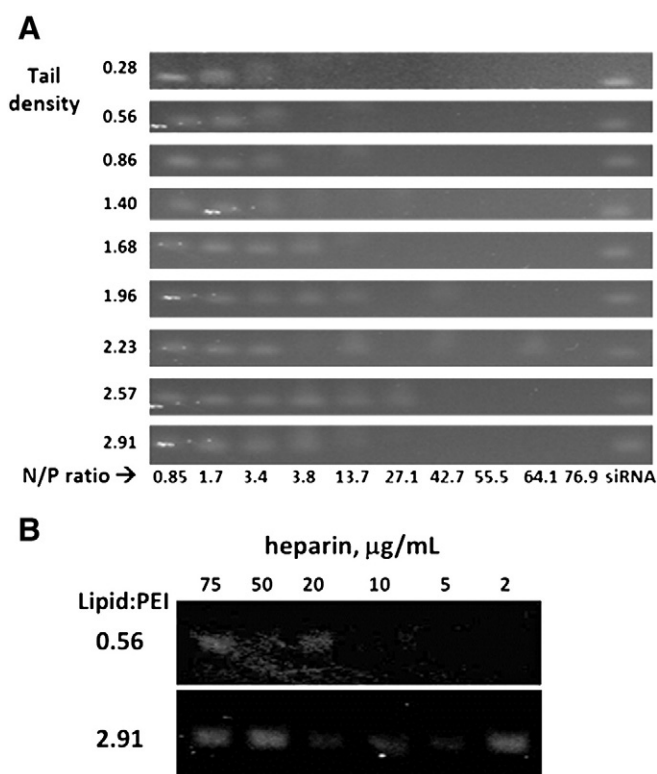 A
Tail
density
0.28
0.56
0.86
1.40
1.68
1.96
2.23
2.57
2.91
N/P ratio → 0.85 1.7 3.4 3.8 13.7 27.1 42.7 55.5 64.1 76.9 siRNA
B
heparin, µg/mL
75 50 20 10 5 2
Lipid:PEI
0.56
2.91